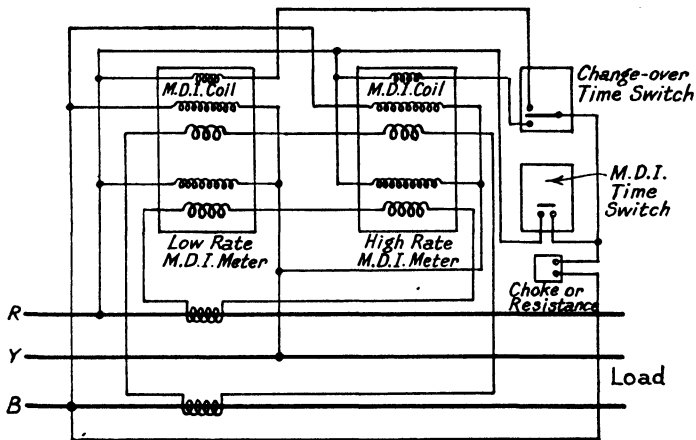 M.D.I. Coil
M.D.I. Coil
Change-over
Time Switch
M.D.I.
Time
Switch
Low Rate
M.D.I. Meter
High Rate
M.D.I. Meter
Choke or
Resistance
R
Y
Load
B